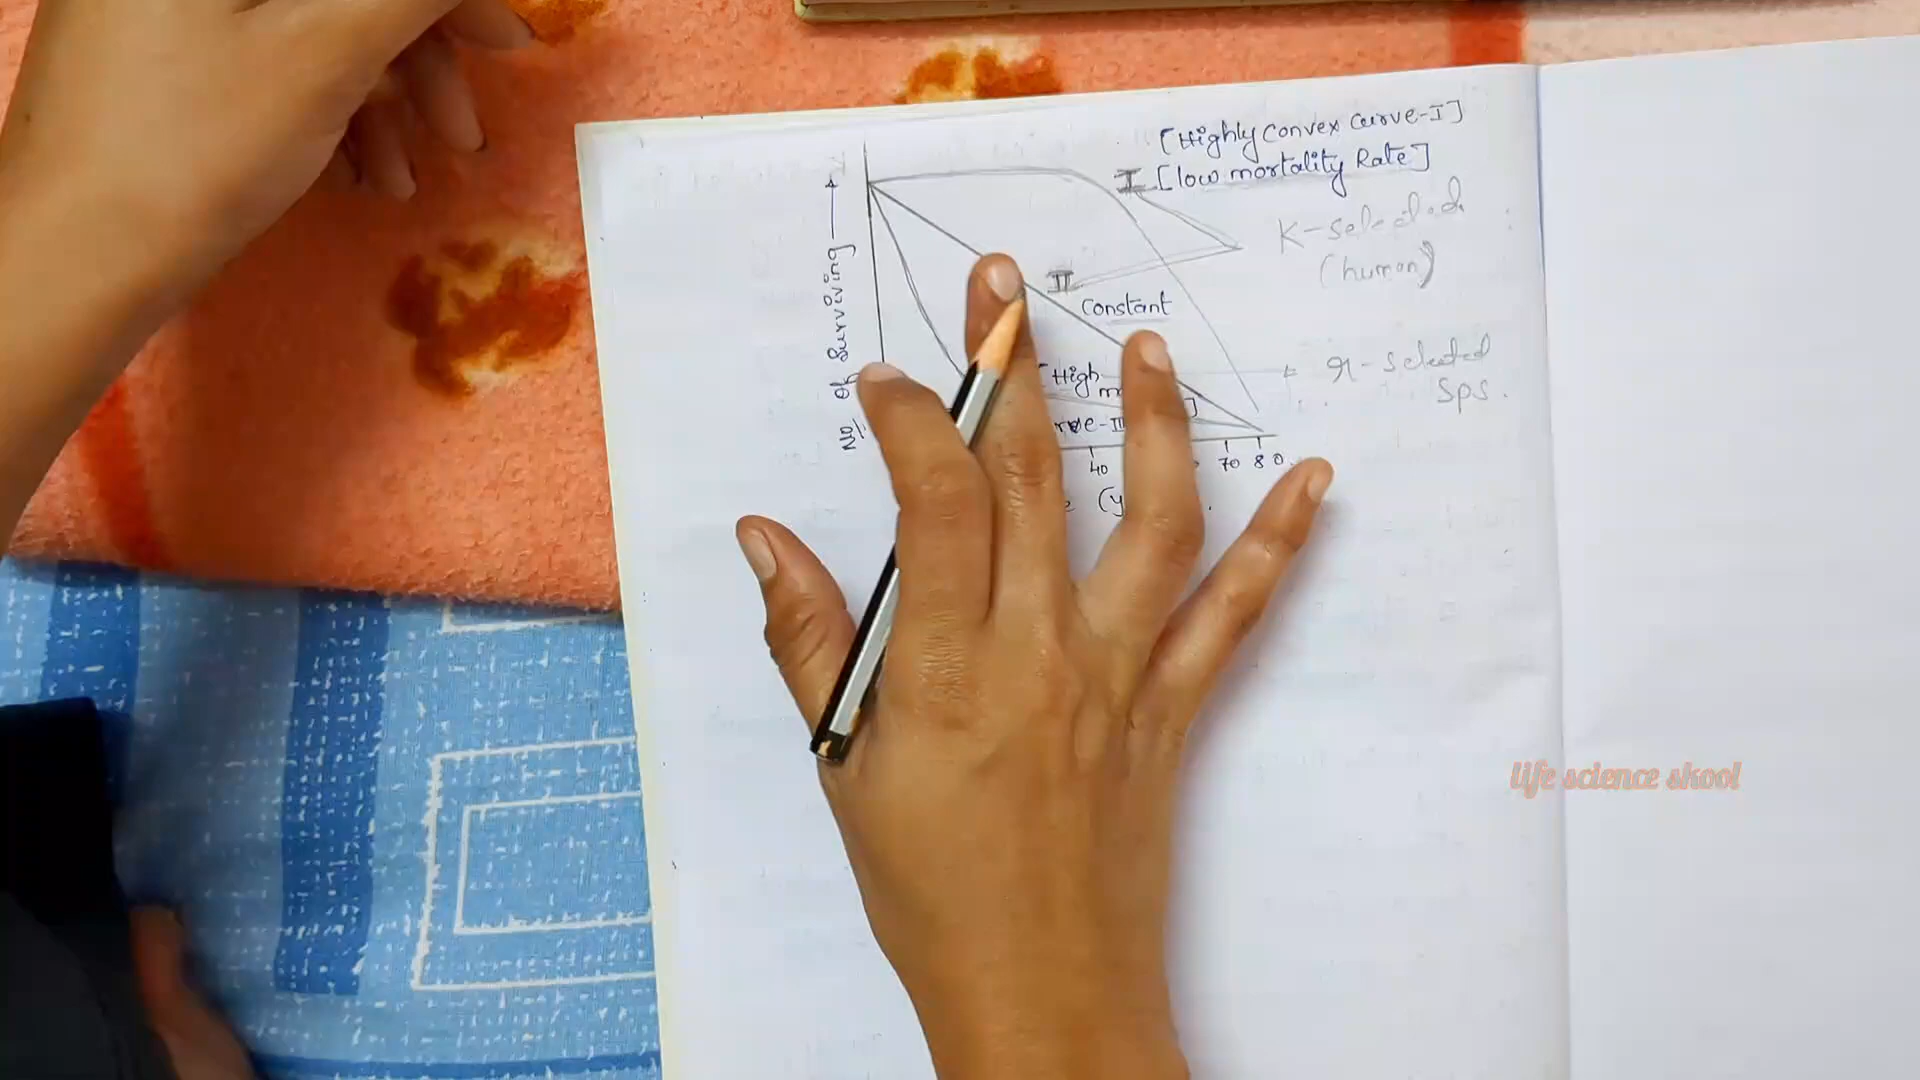 [Highly Convex Curve-I]
I [low mortality Rate]
K-selected
(human)
II
Constant
No. of Surviving
[High
r-selected
Sps.
40 70 80
life science skool